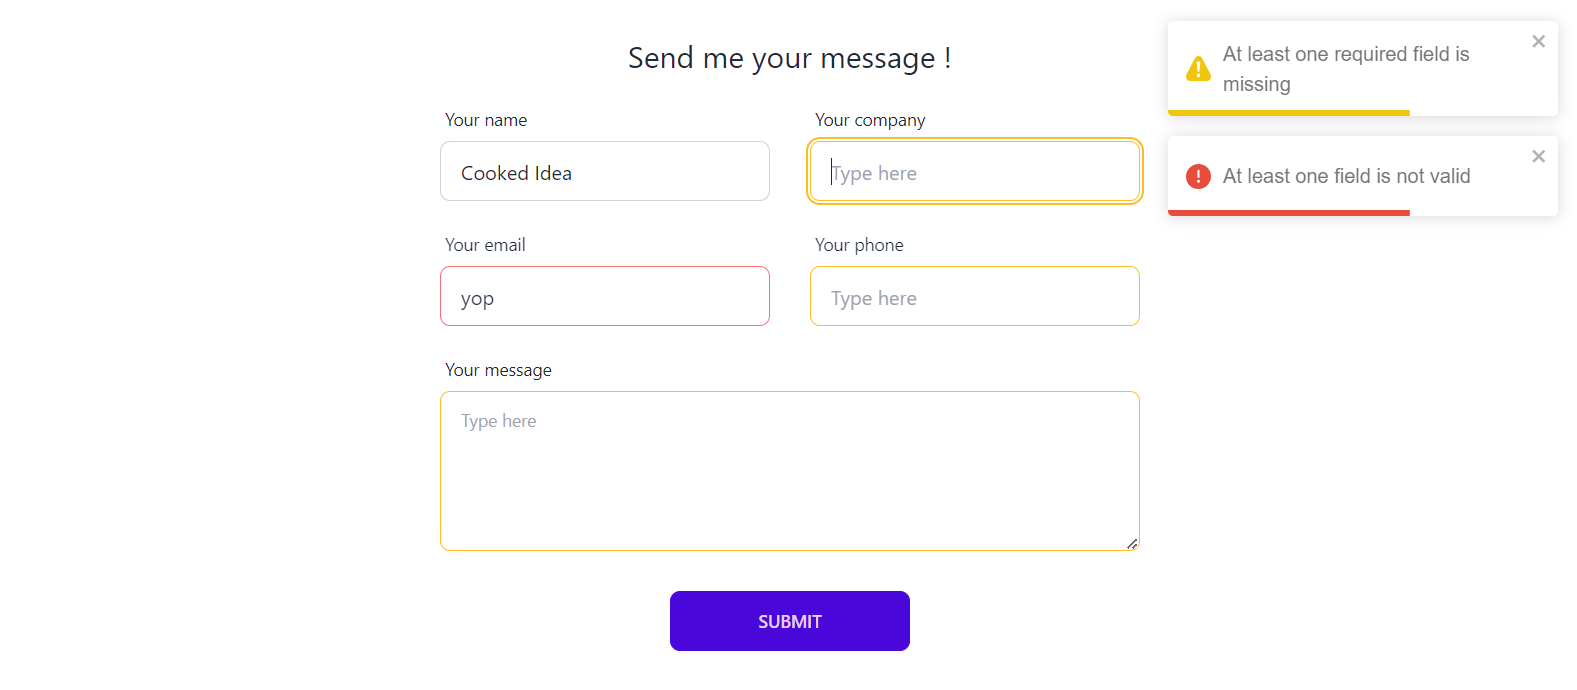 Send me your message !
Your name
Your company
Cooked Idea
Type here
Your email
Your phone
yop
Type here
Your message
Type here
SUBMIT
At least one required field is
missing
At least one field is not valid